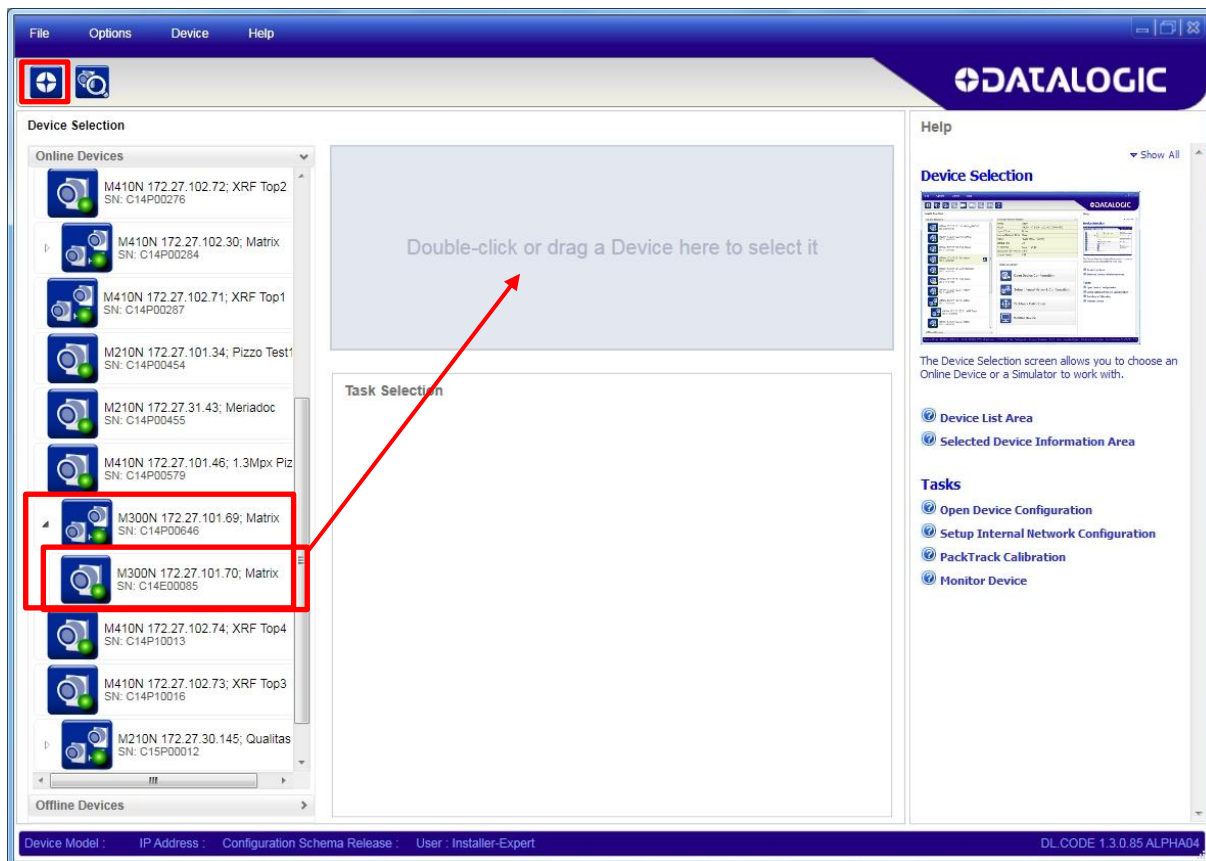 File Options Device Help
DATALOGIC
Device Selection
Online Devices
M410N 172.27.102.72; XRF Top2
SN: C14P00276
M410N 172.27.102.30; Matrix
SN: C14P00284
M410N 172.27.102.71; XRF Top1
SN: C14P00287
M210N 172.27.101.34; Pizzo Test1
SN: C14P00454
M210N 172.27.31.43; Meriadoc
SN: C14P00455
M410N 172.27.101.46; 1.3Mpx Piz
SN: C14P00579
M300N 172.27.101.69; Matrix
SN: C14P00646
M300N 172.27.101.70; Matrix
SN: C14E00085
M410N 172.27.102.74; XRF Top4
SN: C14P10013
M410N 172.27.102.73; XRF Top3
SN: C14P10016
M210N 172.27.30.145; Qualitas
SN: C15P00012
Offline Devices
Double-click or drag a Device here to select it
Task Selection
Help
Show All
Device Selection
DATALOGIC
The Device Selection screen allows you to choose an
Online Device or a Simulator to work with.
Device List Area
Selected Device Information Area
Tasks
Open Device Configuration
Setup Internal Network Configuration
PackTrack Calibration
Monitor Device
Device Model : IP Address : Configuration Schema Release : User : Installer-Expert
DL.CODE 1.3.0.85 ALPHA04